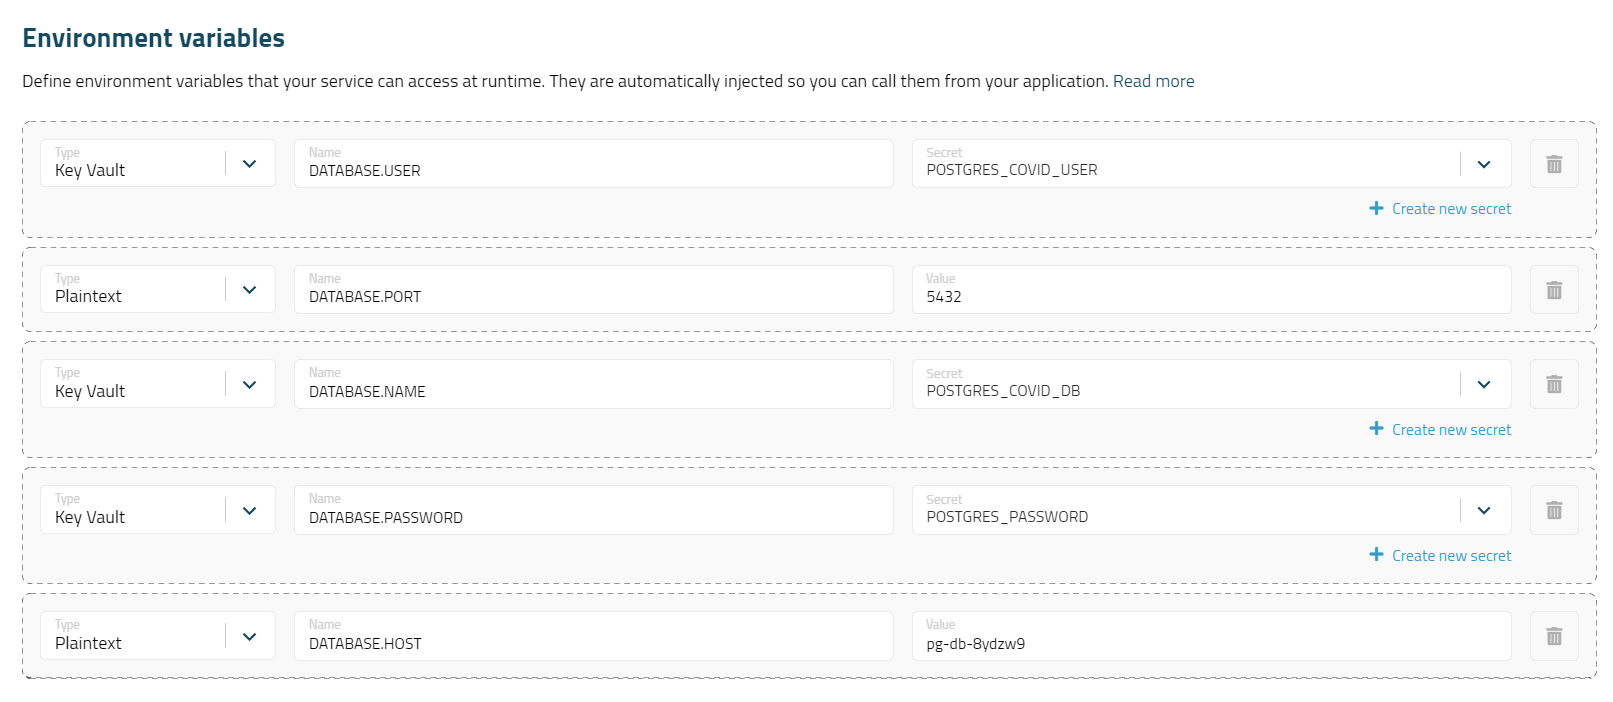 Environment variables
Define environment variables that your service can access at runtime. They are automatically injected so you can call them from your application. Read more
Type Name Secret
Key Vault DATABASE.USER POSTGRES_COVID_USER
Create new secret
Type Name Value
Plaintext DATABASE.PORT 5432
Type Name Secret
Key Vault DATABASE.NAME POSTGRES_COVID_DB
Create new secret
Type Name Secret
Key Vault DATABASE.PASSWORD POSTGRES_PASSWORD
Create new secret
Type Name Value
Plaintext DATABASE.HOST pg-db-8ydzw9